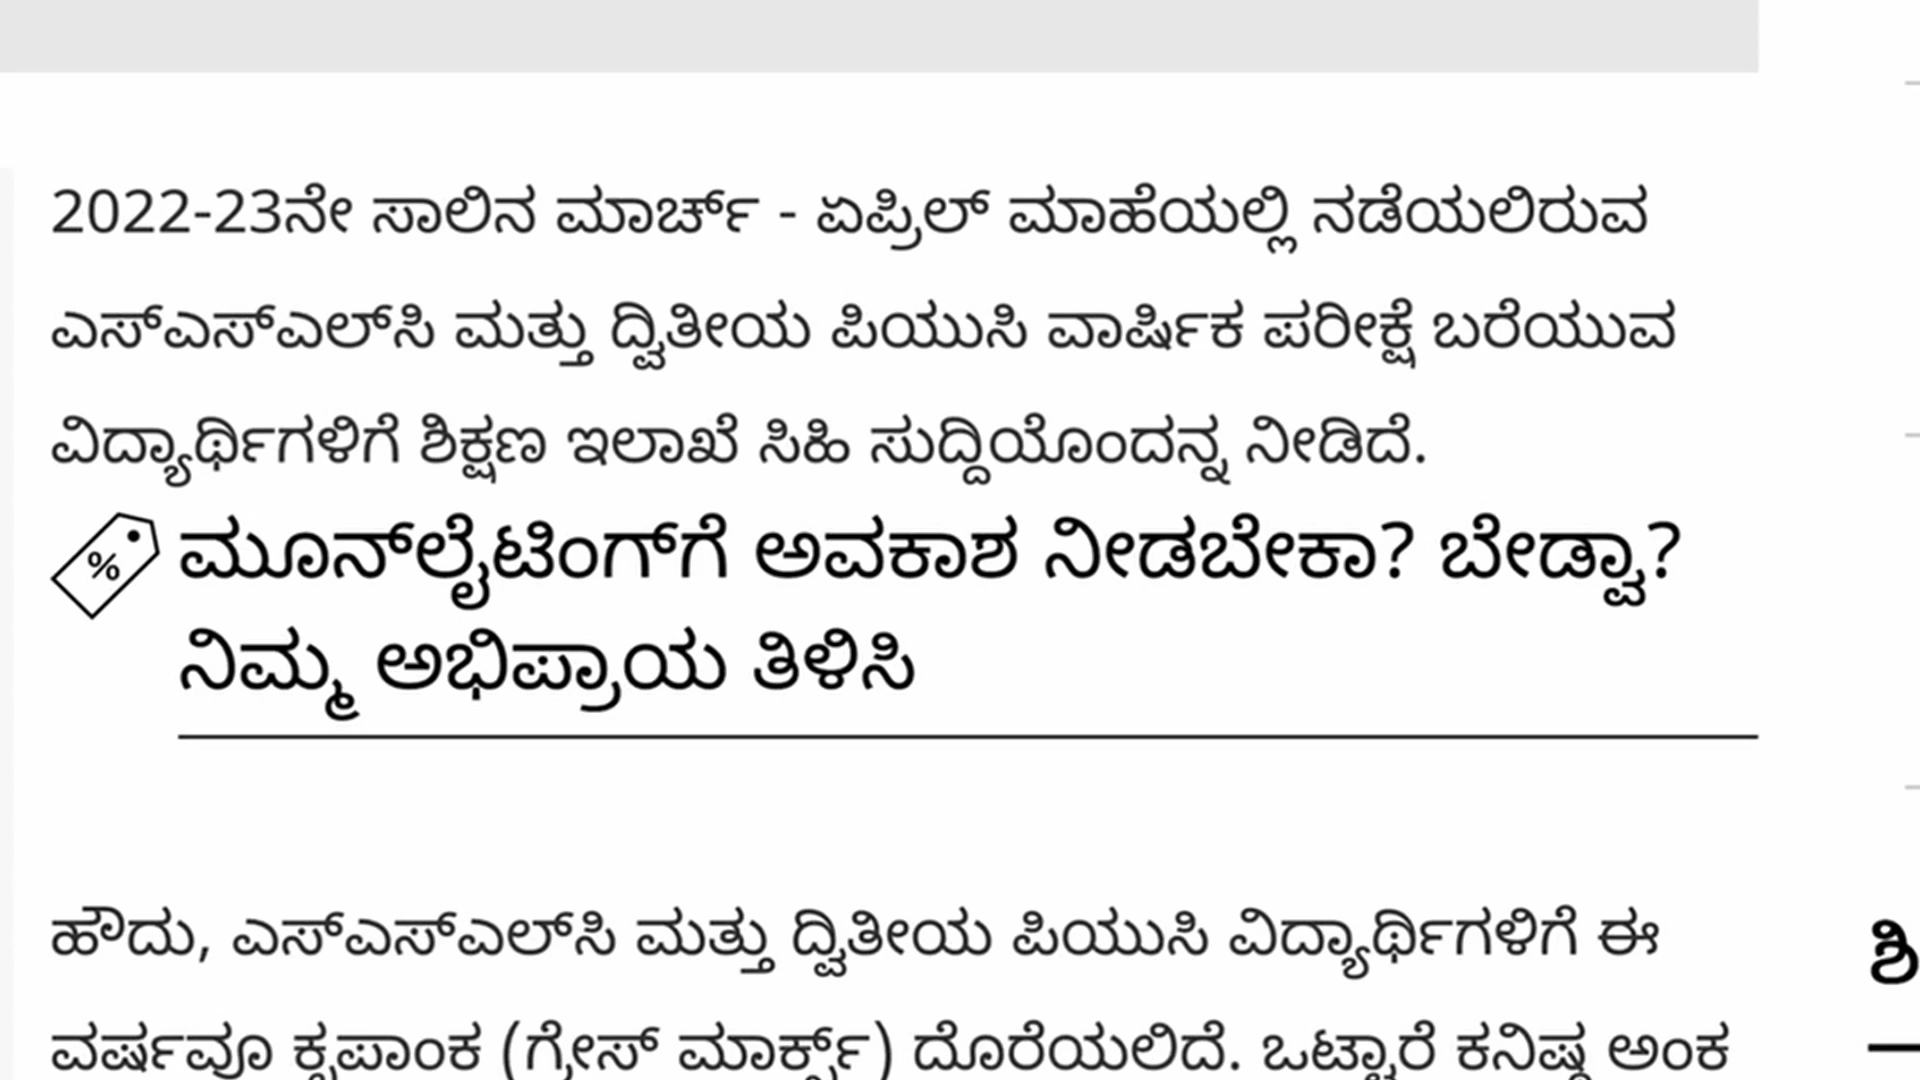 2022-23ನೇ ಸಾಲಿನ ಮಾರ್ಚ್ - ಏಪ್ರಿಲ್ ಮಾಹೆಯಲ್ಲಿ ನಡೆಯಲಿರುವ
ಎಸ್‌ಎಸ್‌ಎಲ್‌ಸಿ ಮತ್ತು ದ್ವಿತೀಯ ಪಿಯುಸಿ ವಾರ್ಷಿಕ ಪರೀಕ್ಷೆ ಬರೆಯುವ
ವಿದ್ಯಾರ್ಥಿಗಳಿಗೆ ಶಿಕ್ಷಣ ಇಲಾಖೆ ಸಿಹಿ ಸುದ್ದಿಯೊಂದನ್ನ ನೀಡಿದೆ.
%
ಮೂನ್‌ಲೈಟಿಂಗ್‌ಗೆ ಅವಕಾಶ ನೀಡಬೇಕಾ? ಬೇಡ್ವಾ?
ನಿಮ್ಮ ಅಭಿಪ್ರಾಯ ತಿಳಿಸಿ
ಹೌದು, ಎಸ್‌ಎಸ್‌ಎಲ್‌ಸಿ ಮತ್ತು ದ್ವಿತೀಯ ಪಿಯುಸಿ ವಿದ್ಯಾರ್ಥಿಗಳಿಗೆ ಈ
ವರ್ಷವೂ ಕೃಪಾಂಕ (ಗ್ರೇಸ್ ಮಾರ್ಕ್ಸ್) ದೊರೆಯಲಿದೆ. ಒಟ್ಟಾರೆ ಕನಿಷ್ಠ ಅಂಕ